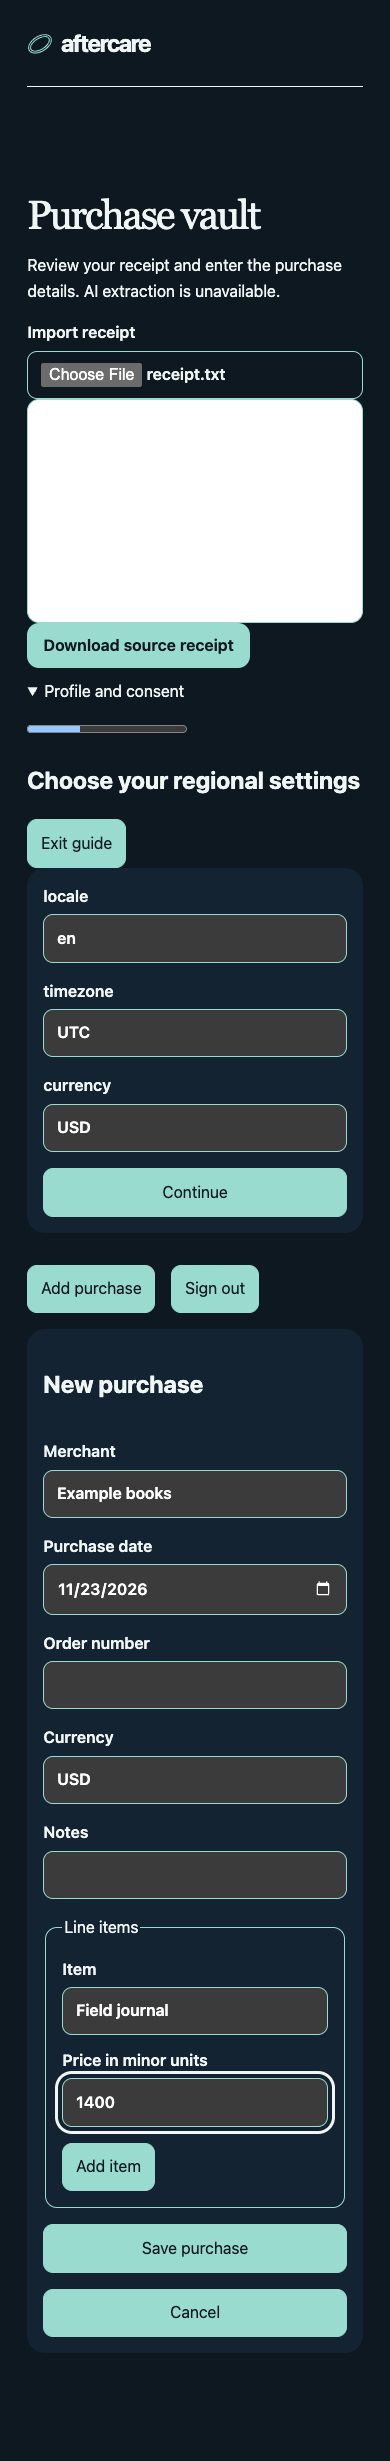 aftercare
Purchase vault
Review your receipt and enter the purchase
details. AI extraction is unavailable.
Import receipt
Choose File receipt.txt
Download source receipt
▼ Profile and consent
Choose your regional settings
Exit guide
locale
en
timezone
UTC
currency
USD
Continue
Add purchase Sign out
New purchase
Merchant
Example books
Purchase date
11/23/2026
Order number
Currency
USD
Notes
Line items
Item
Field journal
Price in minor units
1400
Add item
Save purchase
Cancel